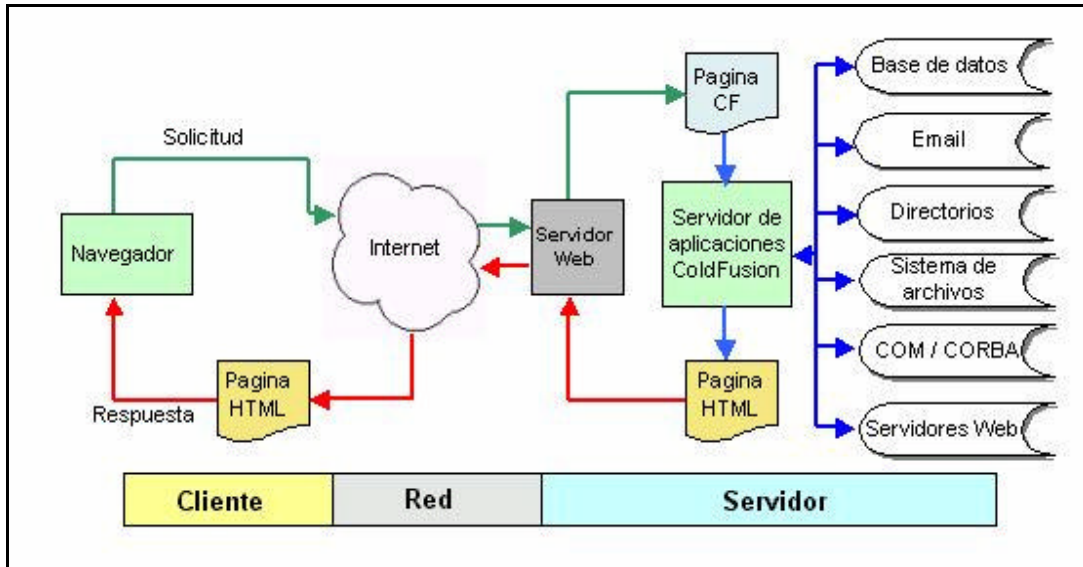 Solicitud
Navegador
Respuesta
Pagina
HTML
Internet
Servidor
Web
Pagina
CF
Servidor de
aplicaciones
ColdFusion
Pagina
HTML
Base de datos
Email
Directorios
Sistema de
archivos
COM / CORBA
Servidores Web
Cliente
Red
Servidor